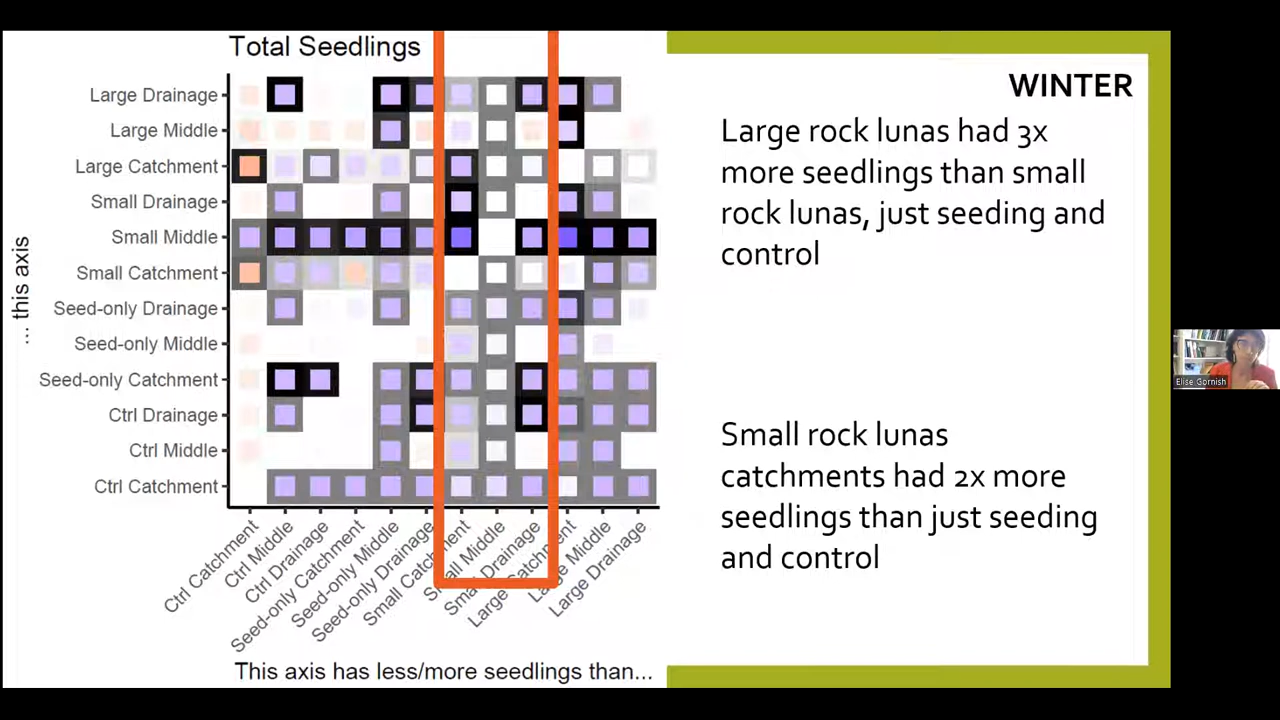 Total Seedlings
WINTER
Large Drainage
Large Middle
Large Catchment
Small Drainage
Small Middle
Small Catchment
Seed-only Drainage
Seed-only Middle
Seed-only Catchment
Ctrl Drainage
Ctrl Middle
Ctrl Catchment
... this axis
Ctrl Catchment
Ctrl Middle
Ctrl Drainage
Seed-only Catchment
Seed-only Middle
Seed-only Drainage
Small Catchment
Small Middle
Small Drainage
Large Catchment
Large Middle
Large Drainage
This axis has less/more seedlings than...
Large rock lunas had 3x
more seedlings than small
rock lunas, just seeding and
control
Small rock lunas
catchments had 2x more
seedlings than just seeding
and control
Elise Gornish